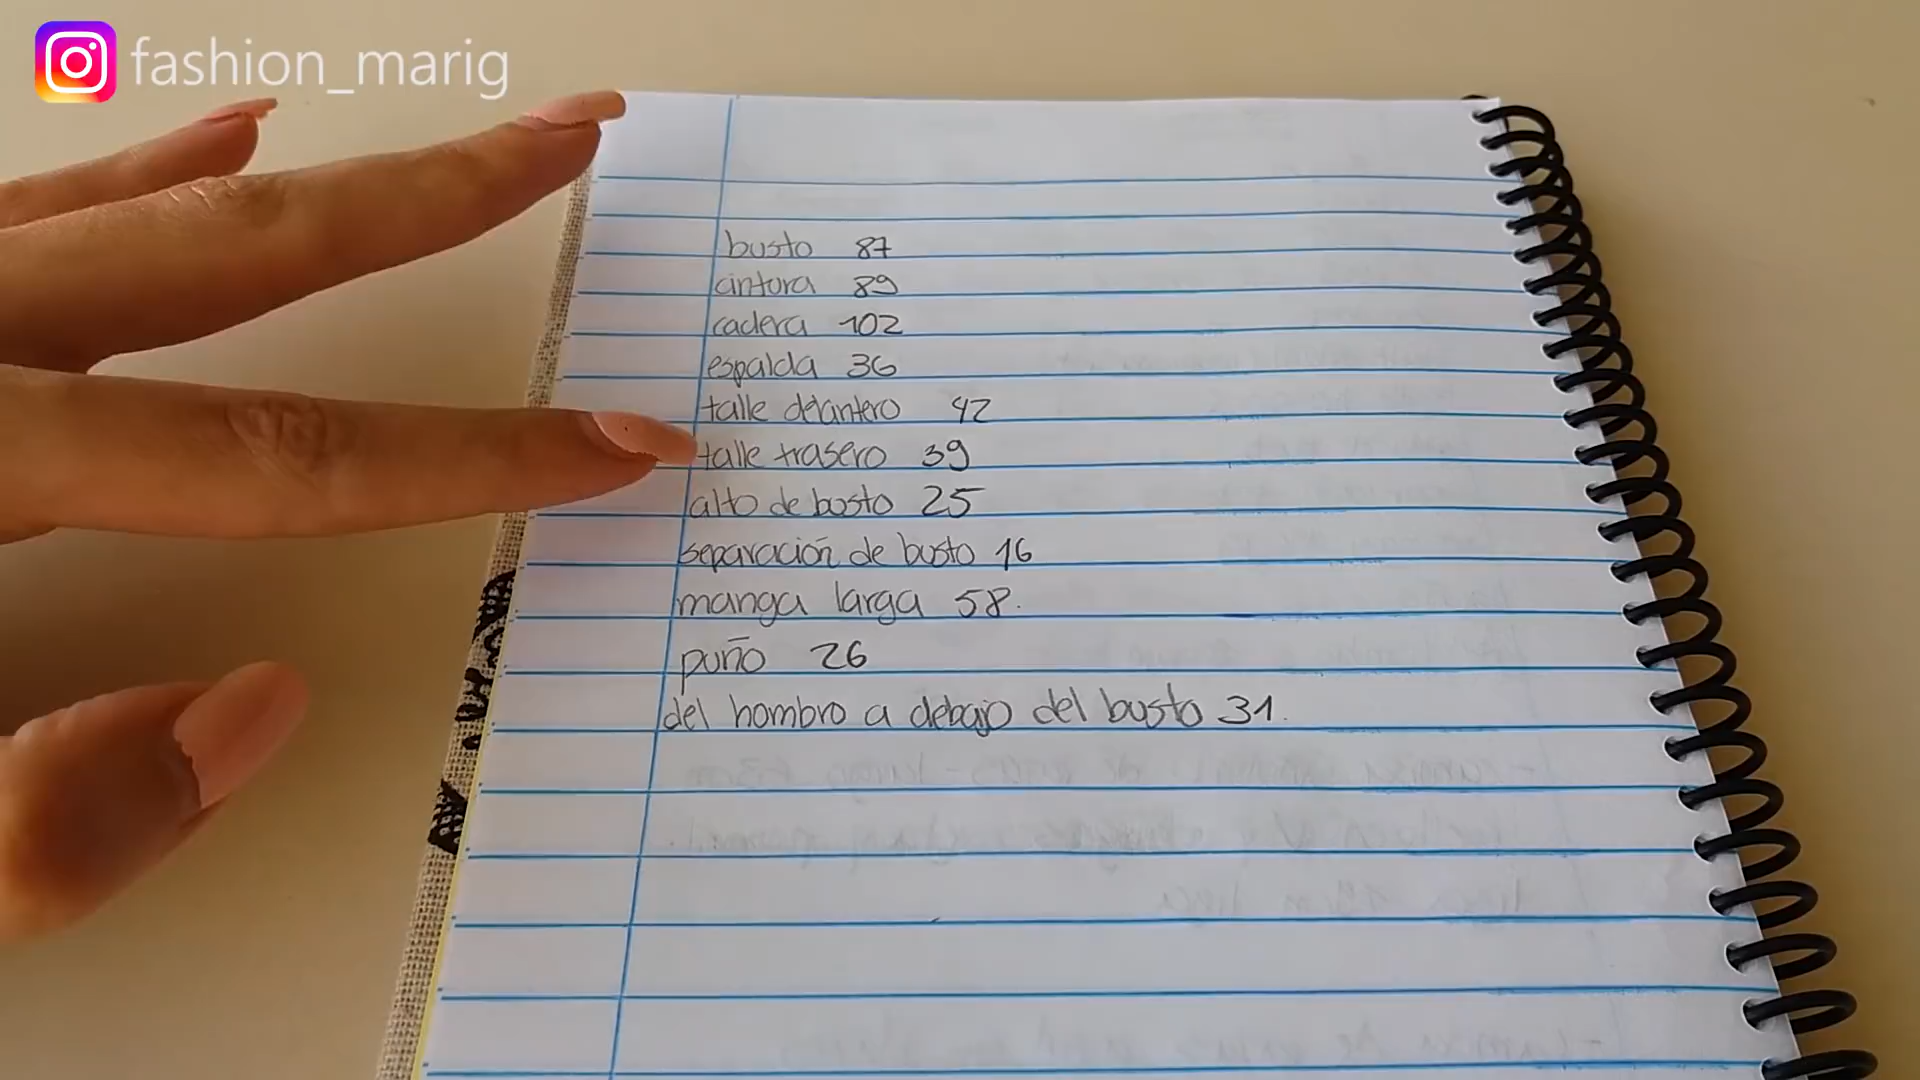 fashion_marig
busto 87
cintura 89
cadera 102
espalda 36
talle delantero 42
talle trasero 39
alto de busto 25
separación de busto 16
manga larga 58.
puño 26
del hombro a debajo del busto 31.